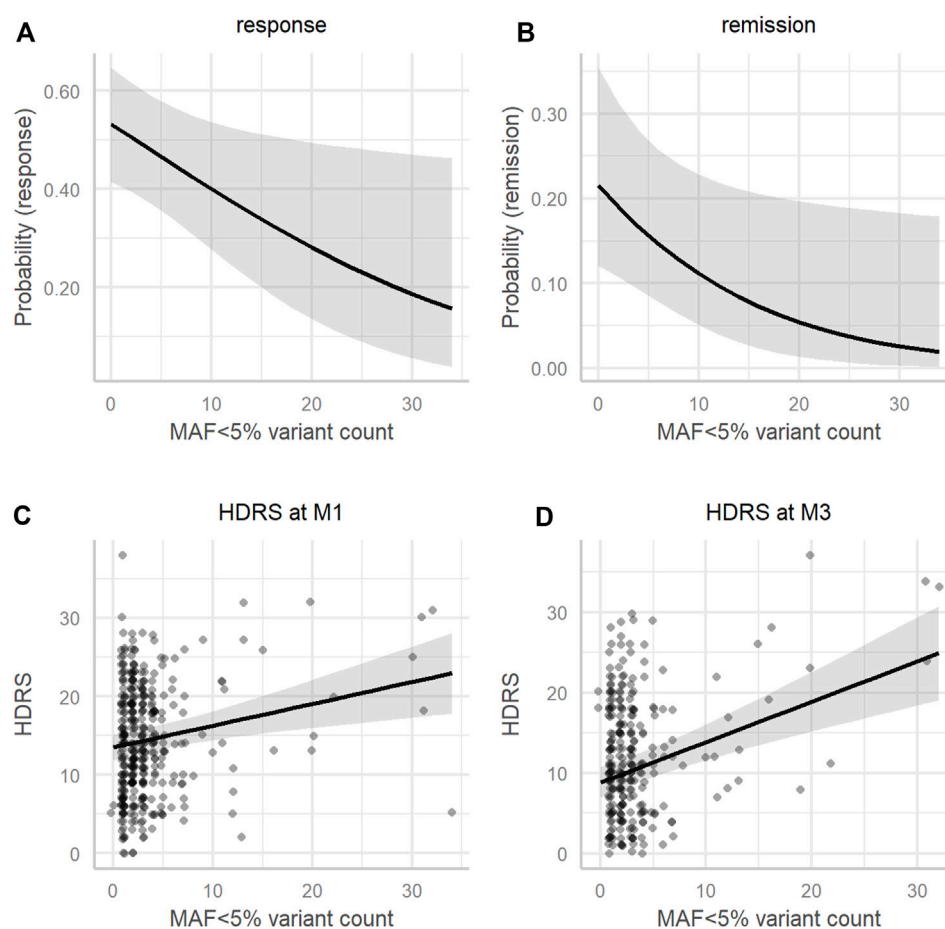 A
response
Probability (response)
0.60
0.40
0.20
0
10
20
30
MAF<5% variant count
B
remission
Probability (remission)
0.30
0.20
0.10
0.00
0
10
20
30
MAF<5% variant count
C
HDRS at M1
HDRS
30
20
10
0
0
10
20
30
MAF<5% variant count
D
HDRS at M3
HDRS
30
20
10
0
0
10
20
30
MAF<5% variant count